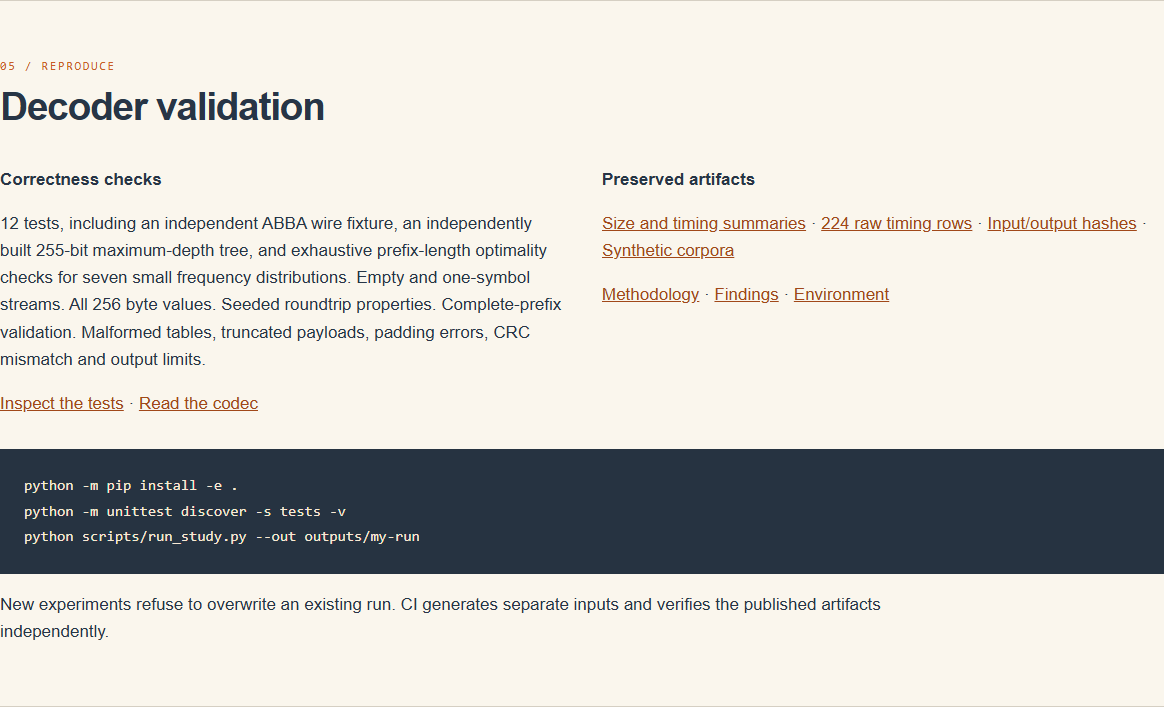 05 / REPRODUCE
Decoder validation
Correctness checks
12 tests, including an independent ABBA wire fixture, an independently
built 255-bit maximum-depth tree, and exhaustive prefix-length optimality
checks for seven small frequency distributions. Empty and one-symbol
streams. All 256 byte values. Seeded roundtrip properties. Complete-prefix
validation. Malformed tables, truncated payloads, padding errors, CRC
mismatch and output limits.
Inspect the tests · Read the codec
Preserved artifacts
Size and timing summaries · 224 raw timing rows · Input/output hashes ·
Synthetic corpora
Methodology · Findings · Environment
python -m pip install -e .
python -m unittest discover -s tests -v
python scripts/run_study.py --out outputs/my-run
New experiments refuse to overwrite an existing run. CI generates separate inputs and verifies the published artifacts
independently.